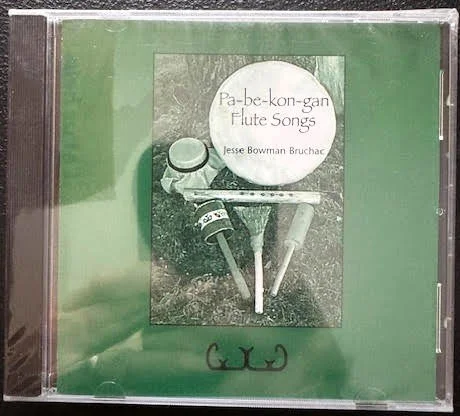 Pa-be-kon-gan
Flute Songs
Jesse Bowman Bruchac